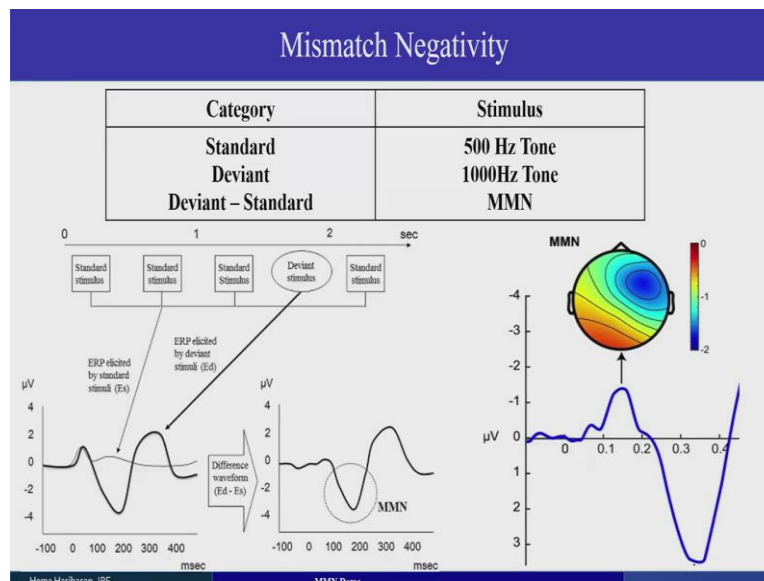 Mismatch Negativity
Category Stimulus
Standard 500 Hz Tone
Deviant 1000Hz Tone
Deviant – Standard MMN
0 1 2 sec
Standard stimulus
Standard Stimulus
Standard Stimulus
Deviant stimulus
Standard stimulus
ERP elicited
by standard
stimuli (Es)
ERP elicited
by deviant
stimuli (Ed)
µV
4
2
0
-2
-4
-100 0 100 200 300 400
msec
Difference
waveform
(Ed - Es)
µV
4
2
0
-2
-4
MMN
-100 0 100 200 300 400
msec
MMN
0
-1
-2
-4
-3
-2
-1
µV 0
1
2
3
0 0.1 0.2 0.3 0.4
Hema Hariharan, IBE
MMN